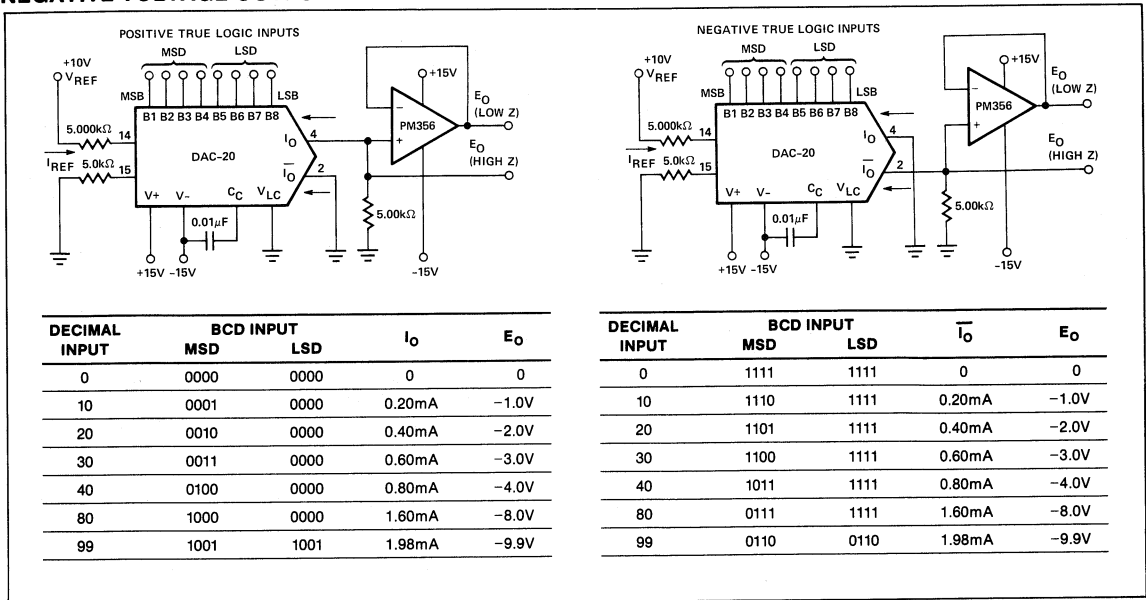 POSITIVE TRUE LOGIC INPUTS
MSD LSD
+10V
VREF
MSB LSB
B1 B2 B3 B4 B5 B6 B7 B8
5.000kΩ 14
IREF 5.0kΩ 15
DAC-20
IO 4
IO 2
V+ V- CC VLC
0.01µF
+15V -15V
+15V
PM356
-
+
EO
(LOW Z)
EO
(HIGH Z)
5.00kΩ
-15V
DECIMAL INPUT BCD INPUT IO EO
MSD LSD
0 0000 0000 0 0
10 0001 0000 0.20mA −1.0V
20 0010 0000 0.40mA −2.0V
30 0011 0000 0.60mA −3.0V
40 0100 0000 0.80mA −4.0V
80 1000 0000 1.60mA −8.0V
99 1001 1001 1.98mA −9.9V
NEGATIVE TRUE LOGIC INPUTS
MSD LSD
+10V
VREF
MSB LSB
B1 B2 B3 B4 B5 B6 B7 B8
5.000kΩ 14
IREF 5.0kΩ 15
DAC-20
IO 4
IO 2
V+ V- CC VLC
0.01µF
+15V -15V
+15V
PM356
-
+
EO
(LOW Z)
EO
(HIGH Z)
5.00kΩ
-15V
DECIMAL INPUT BCD INPUT IO EO
MSD LSD
0 1111 1111 0 0
10 1110 1111 0.20mA −1.0V
20 1101 1111 0.40mA −2.0V
30 1100 1111 0.60mA −3.0V
40 1011 1111 0.80mA −4.0V
80 0111 1111 1.60mA −8.0V
99 0110 0110 1.98mA −9.9V